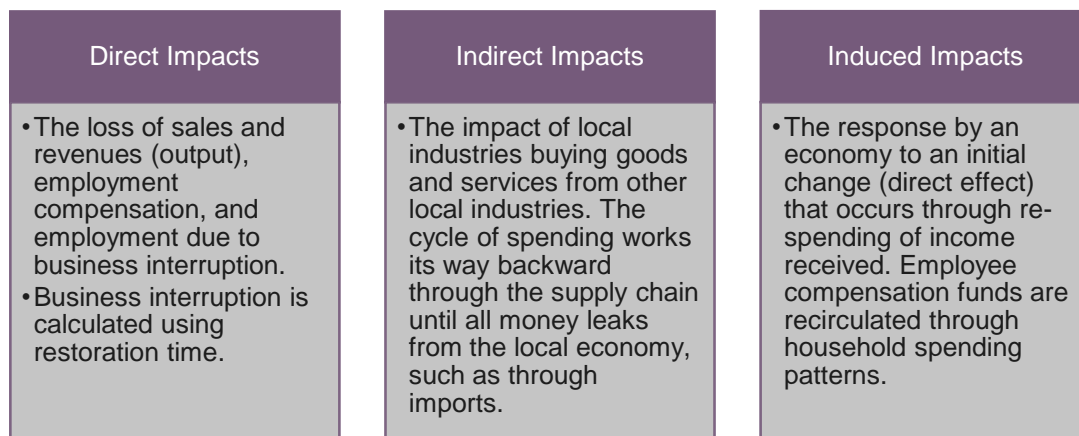 Direct Impacts
•The loss of sales and
revenues (output),
employment
compensation, and
employment due to
business interruption.
•Business interruption is
calculated using
restoration time.
Indirect Impacts
•The impact of local
industries buying goods
and services from other
local industries. The
cycle of spending works
its way backward
through the supply chain
until all money leaks
from the local economy,
such as through
imports.
Induced Impacts
•The response by an
economy to an initial
change (direct effect)
that occurs through re-
spending of income
received. Employee
compensation funds are
recirculated through
household spending
patterns.